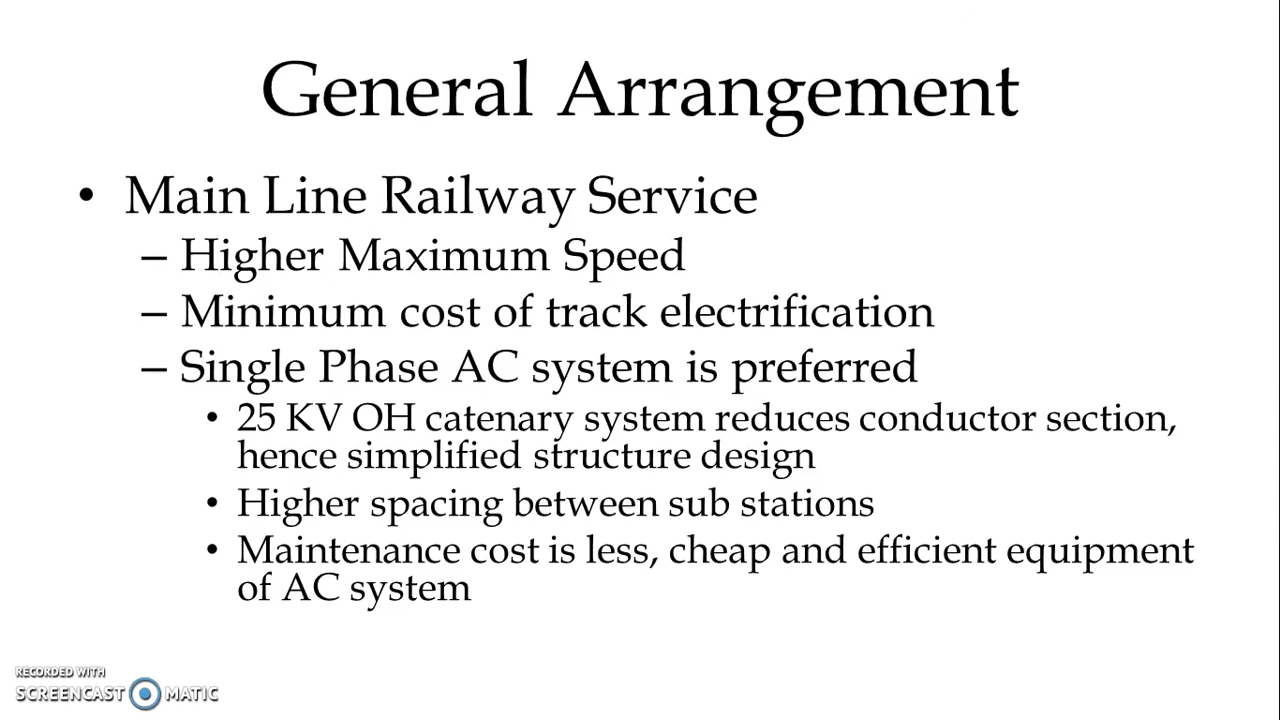 General Arrangement
• Main Line Railway Service
– Higher Maximum Speed
– Minimum cost of track electrification
– Single Phase AC system is preferred
• 25 KV OH catenary system reduces conductor section,
hence simplified structure design
• Higher spacing between sub stations
• Maintenance cost is less, cheap and efficient equipment
of AC system
RECORDED WITH
SCREENCAST MATIC